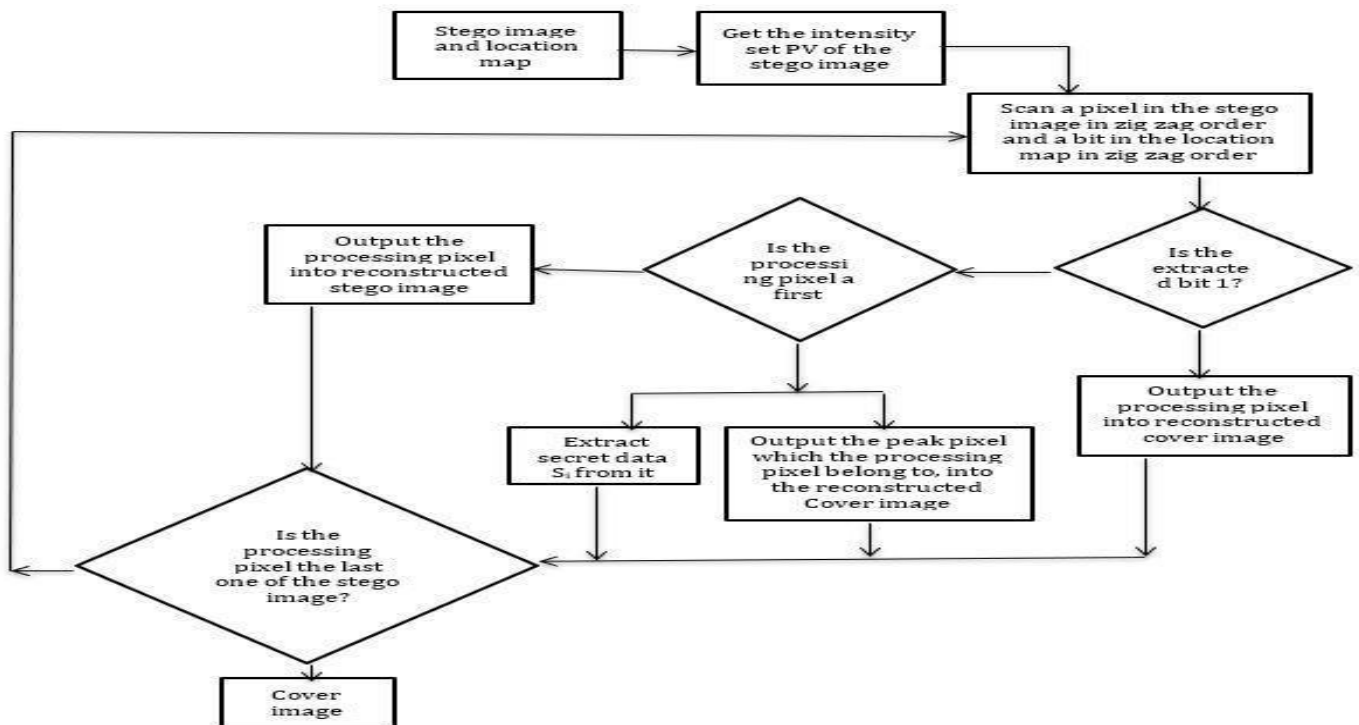 Stego image
and location
map
Get the intensity
set PV of the
stego image
Scan a pixel in the stego
image in zig zag order
and a bit in the location
map in zig zag order
Is the
extracte
d bit 1?
Is the
processi
ng pixel a
first
Output the
processing pixel
into reconstructed
stego image
Output the
processing pixel
into reconstructed
cover image
Extract
secret data
Sᵢ from it
Output the peak pixel
which the processing
pixel belong to, into
the reconstructed
Cover image
Is the
processing
pixel the last
one of the stego
image?
Cover
image